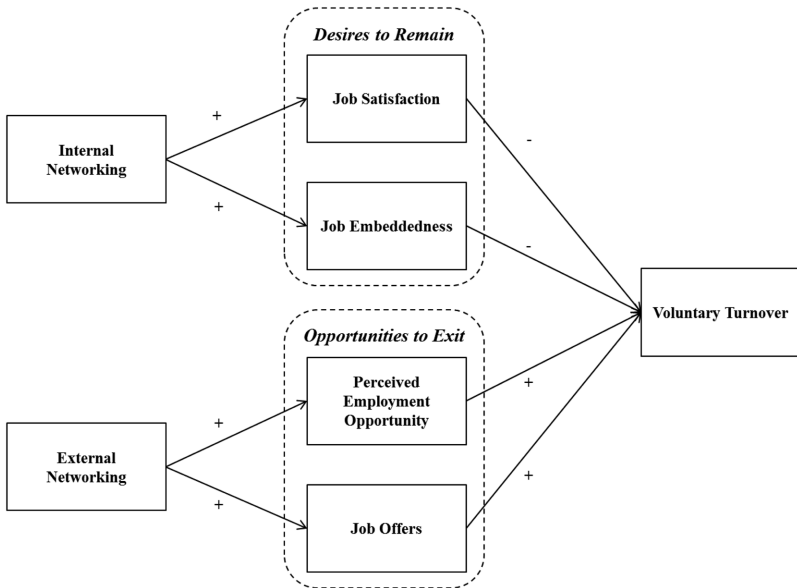 Desires to Remain
Job Satisfaction
+
-
Internal
Networking
+
Job Embeddedness
-
Voluntary Turnover
Opportunities to Exit
Perceived
Employment
Opportunity
+
+
External
Networking
+
Job Offers
+